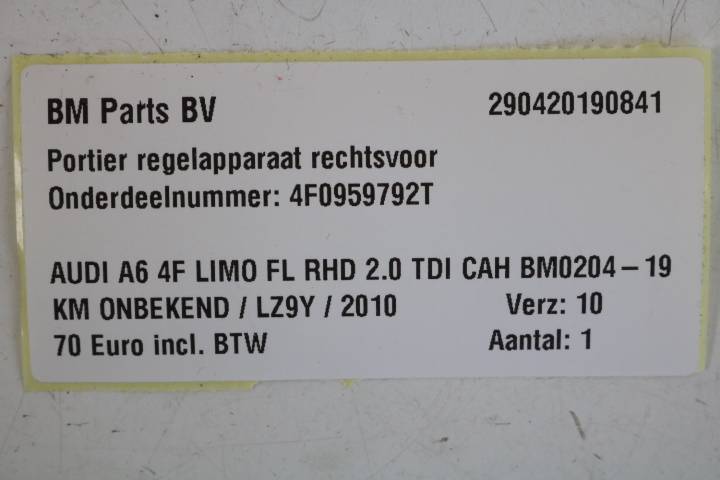 BM Parts BV 290420190841
Portier regelapparaat rechtsvoor
Onderdeelnummer: 4F0959792T
AUDI A6 4F LIMO FL RHD 2.0 TDI CAH BM0204-19
KM ONBEKEND / LZ9Y / 2010 Verz: 10
70 Euro incl. BTW Aantal: 1